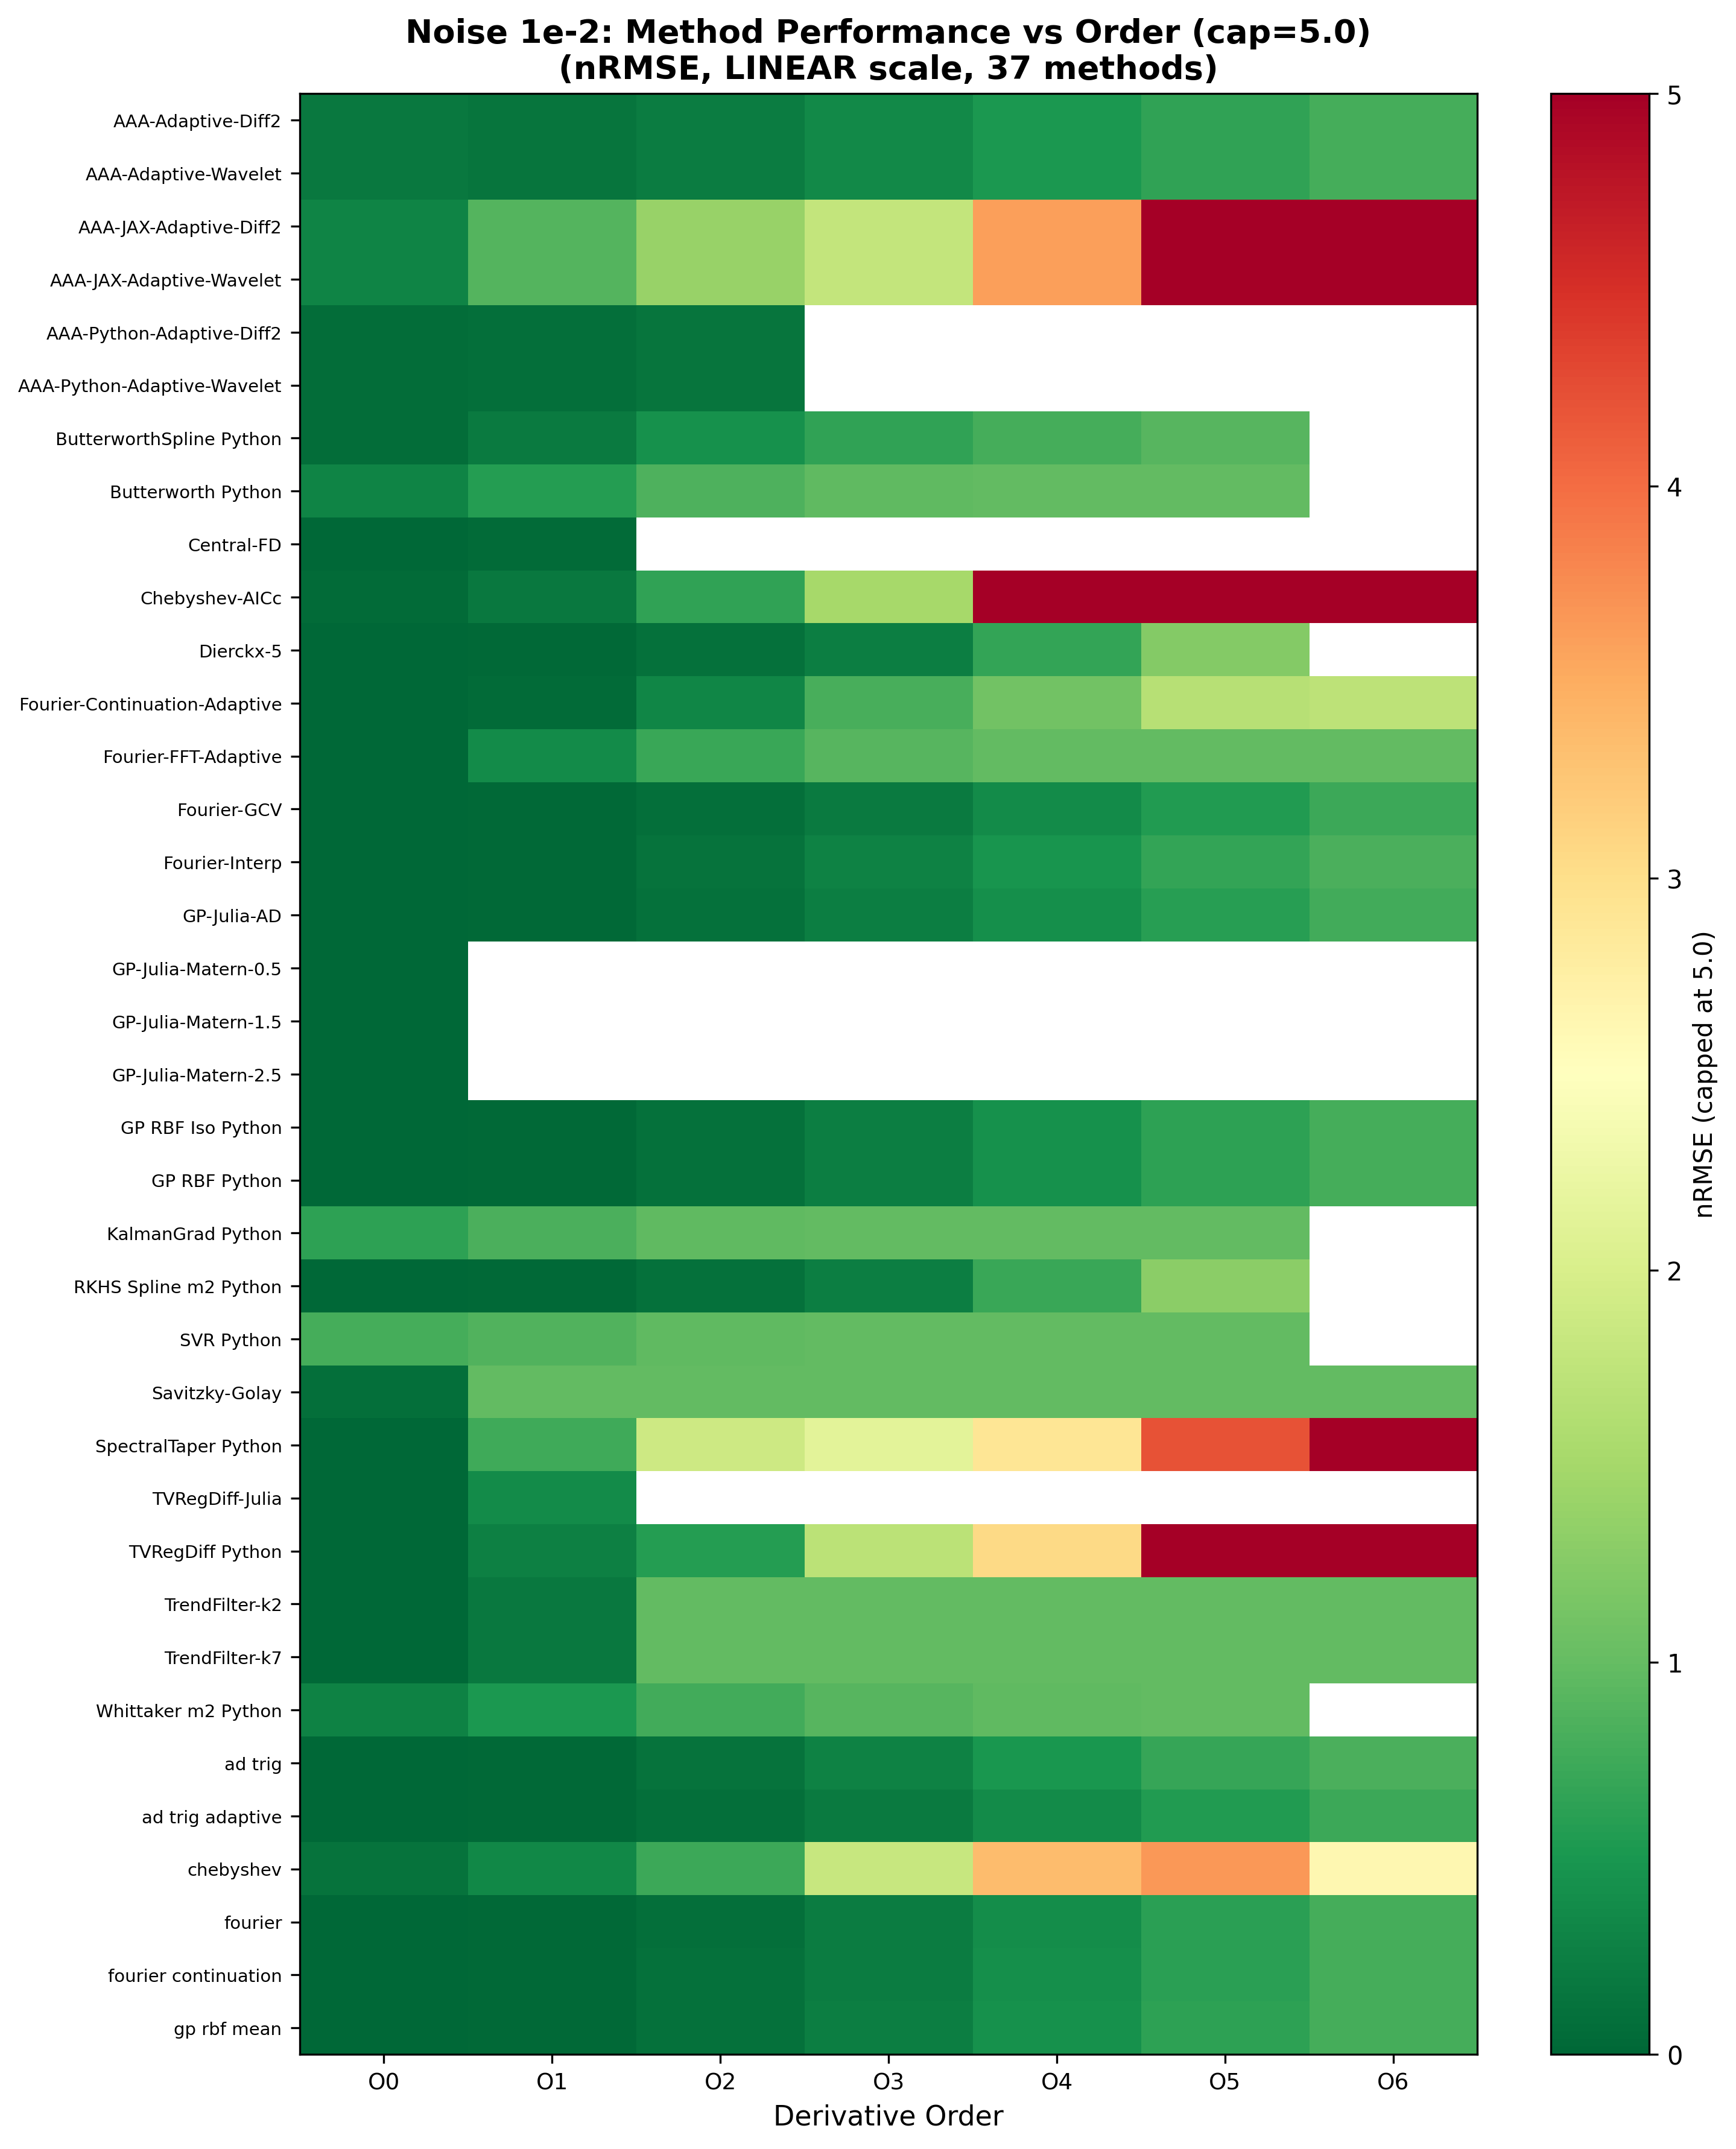 Noise 1e-2: Method Performance vs Order (cap=5.0)
(nRMSE, LINEAR scale, 37 methods)
AAA-Adaptive-Diff2
AAA-Adaptive-Wavelet
AAA-JAX-Adaptive-Diff2
AAA-JAX-Adaptive-Wavelet
AAA-Python-Adaptive-Diff2
AAA-Python-Adaptive-Wavelet
ButterworthSpline Python
Butterworth Python
Central-FD
Chebyshev-AICc
Dierckx-5
Fourier-Continuation-Adaptive
Fourier-FFT-Adaptive
Fourier-GCV
Fourier-Interp
GP-Julia-AD
GP-Julia-Matern-0.5
GP-Julia-Matern-1.5
GP-Julia-Matern-2.5
GP RBF Iso Python
GP RBF Python
KalmanGrad Python
RKHS Spline m2 Python
SVR Python
Savitzky-Golay
SpectralTaper Python
TVRegDiff-Julia
TVRegDiff Python
TrendFilter-k2
TrendFilter-k7
Whittaker m2 Python
ad trig
ad trig adaptive
chebyshev
fourier
fourier continuation
gp rbf mean
O0 O1 O2 O3 O4 O5 O6
Derivative Order
5
4
3
2
1
0
nRMSE (capped at 5.0)